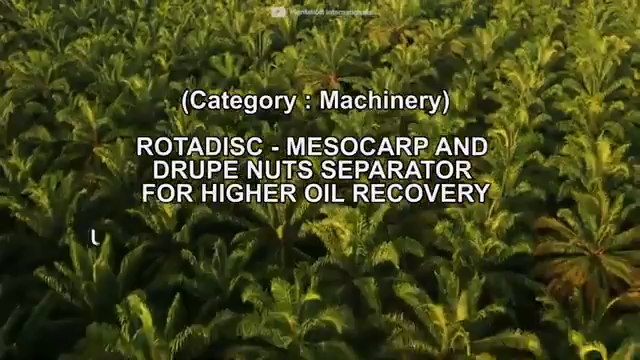 (Category : Machinery)
ROTADISC - MESOCARP AND
DRUPE NUTS SEPARATOR
FOR HIGHER OIL RECOVERY